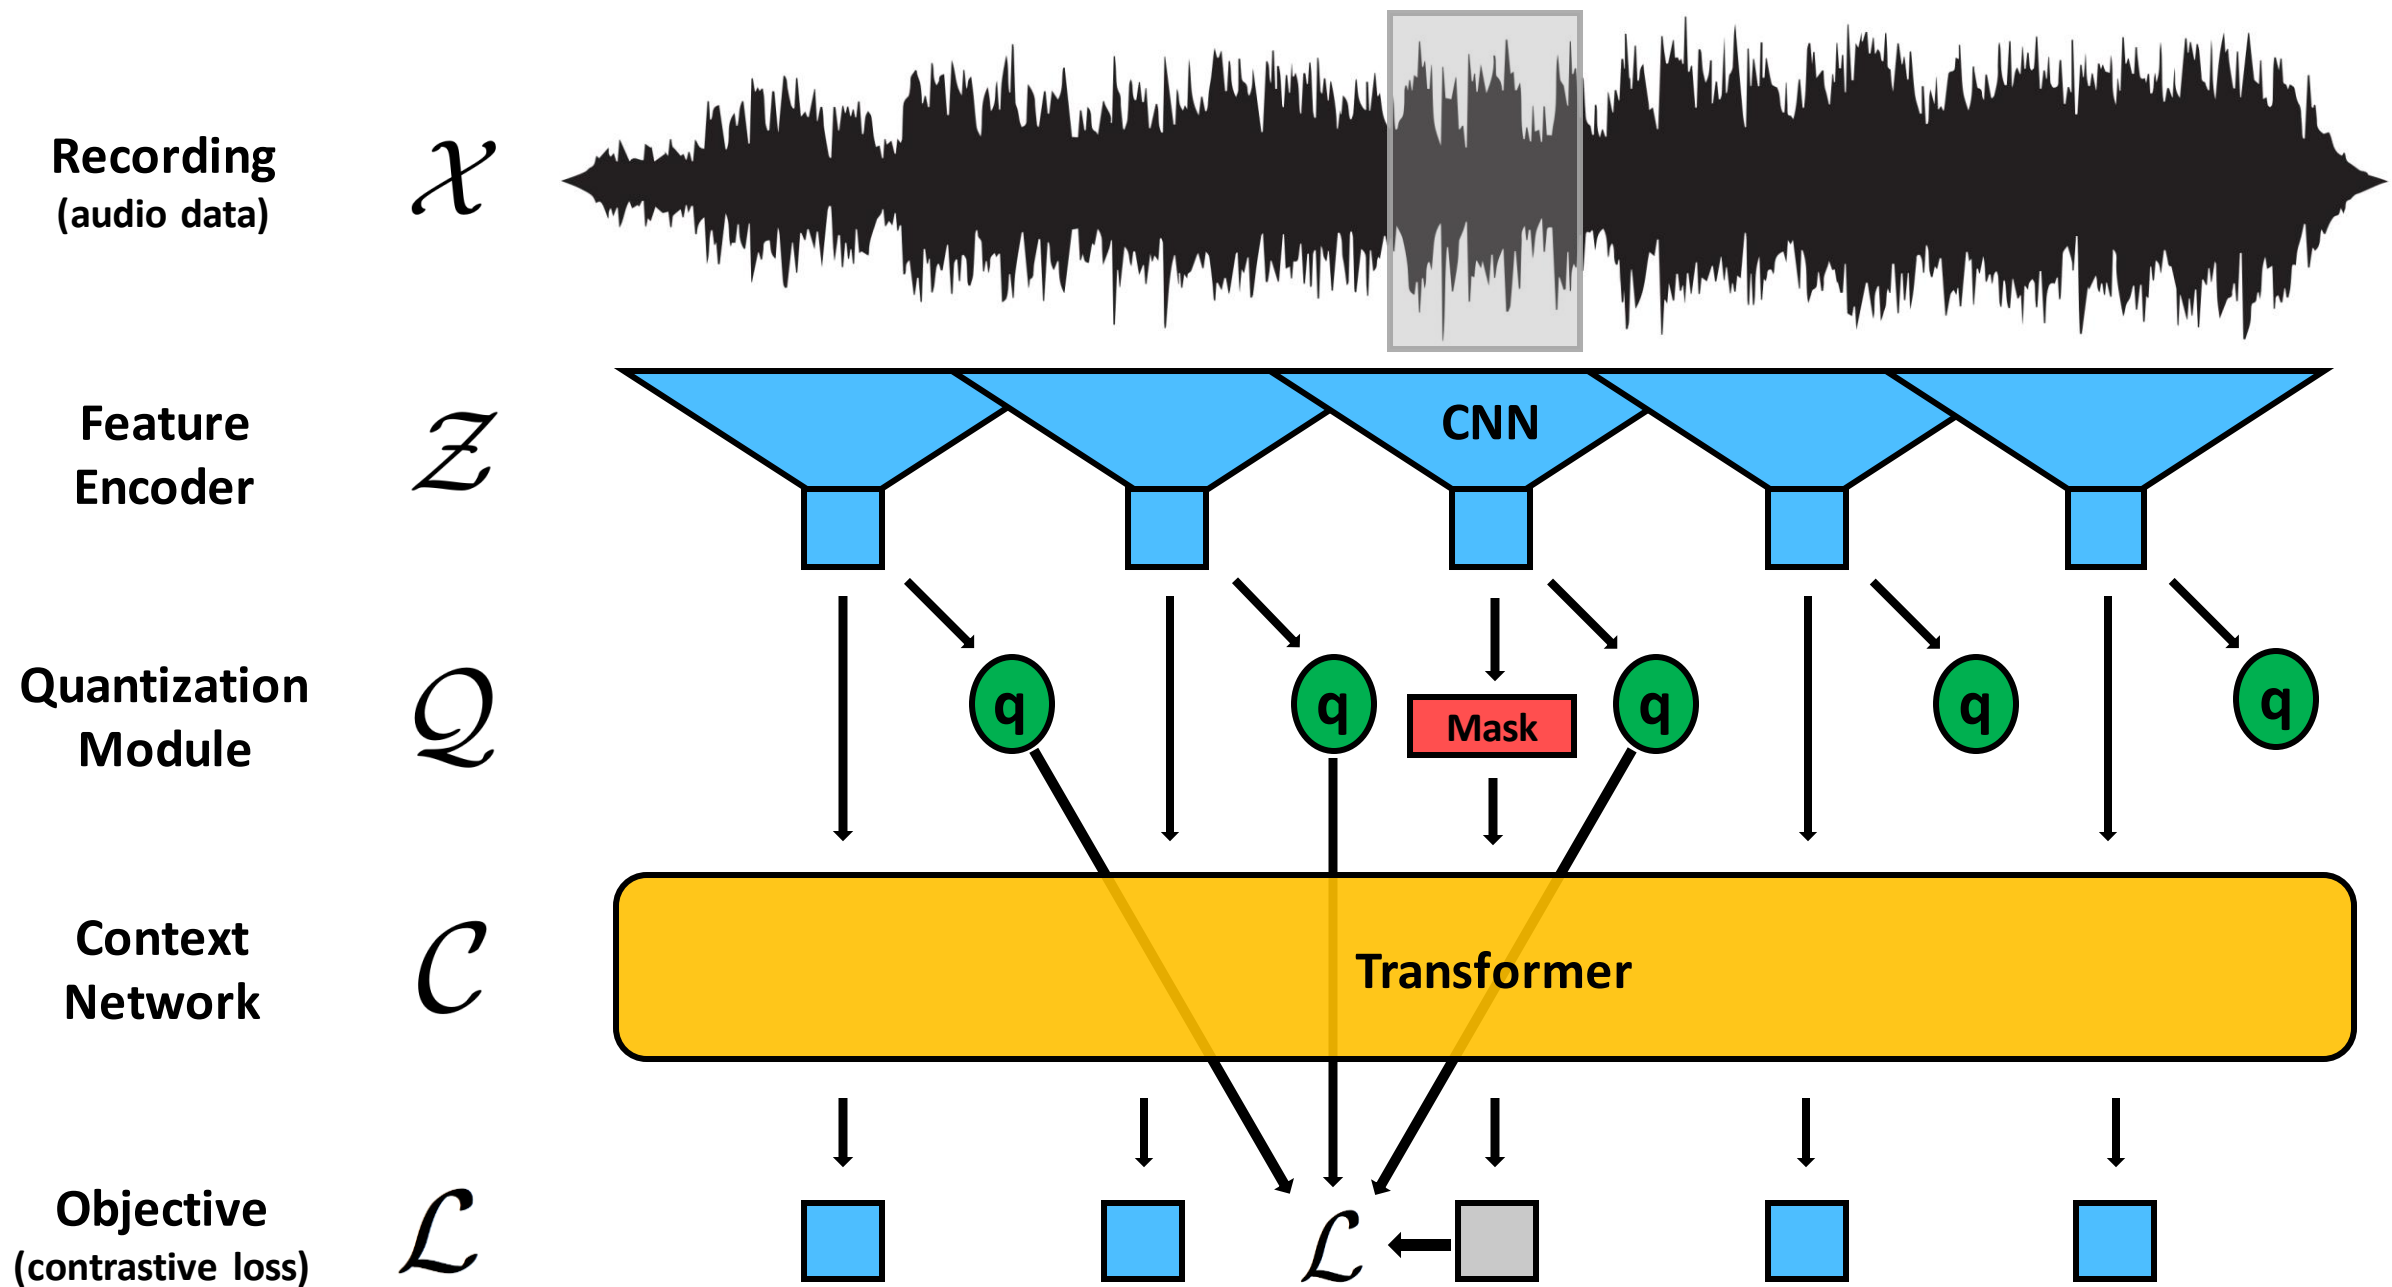 Recording
(audio data)
𝒳
Feature
Encoder
𝒵
CNN
Quantization
Module
𝒬
q
q
Mask
q
q
q
Context
Network
𝒞
Transformer
Objective
(contrastive loss)
ℒ
ℒ